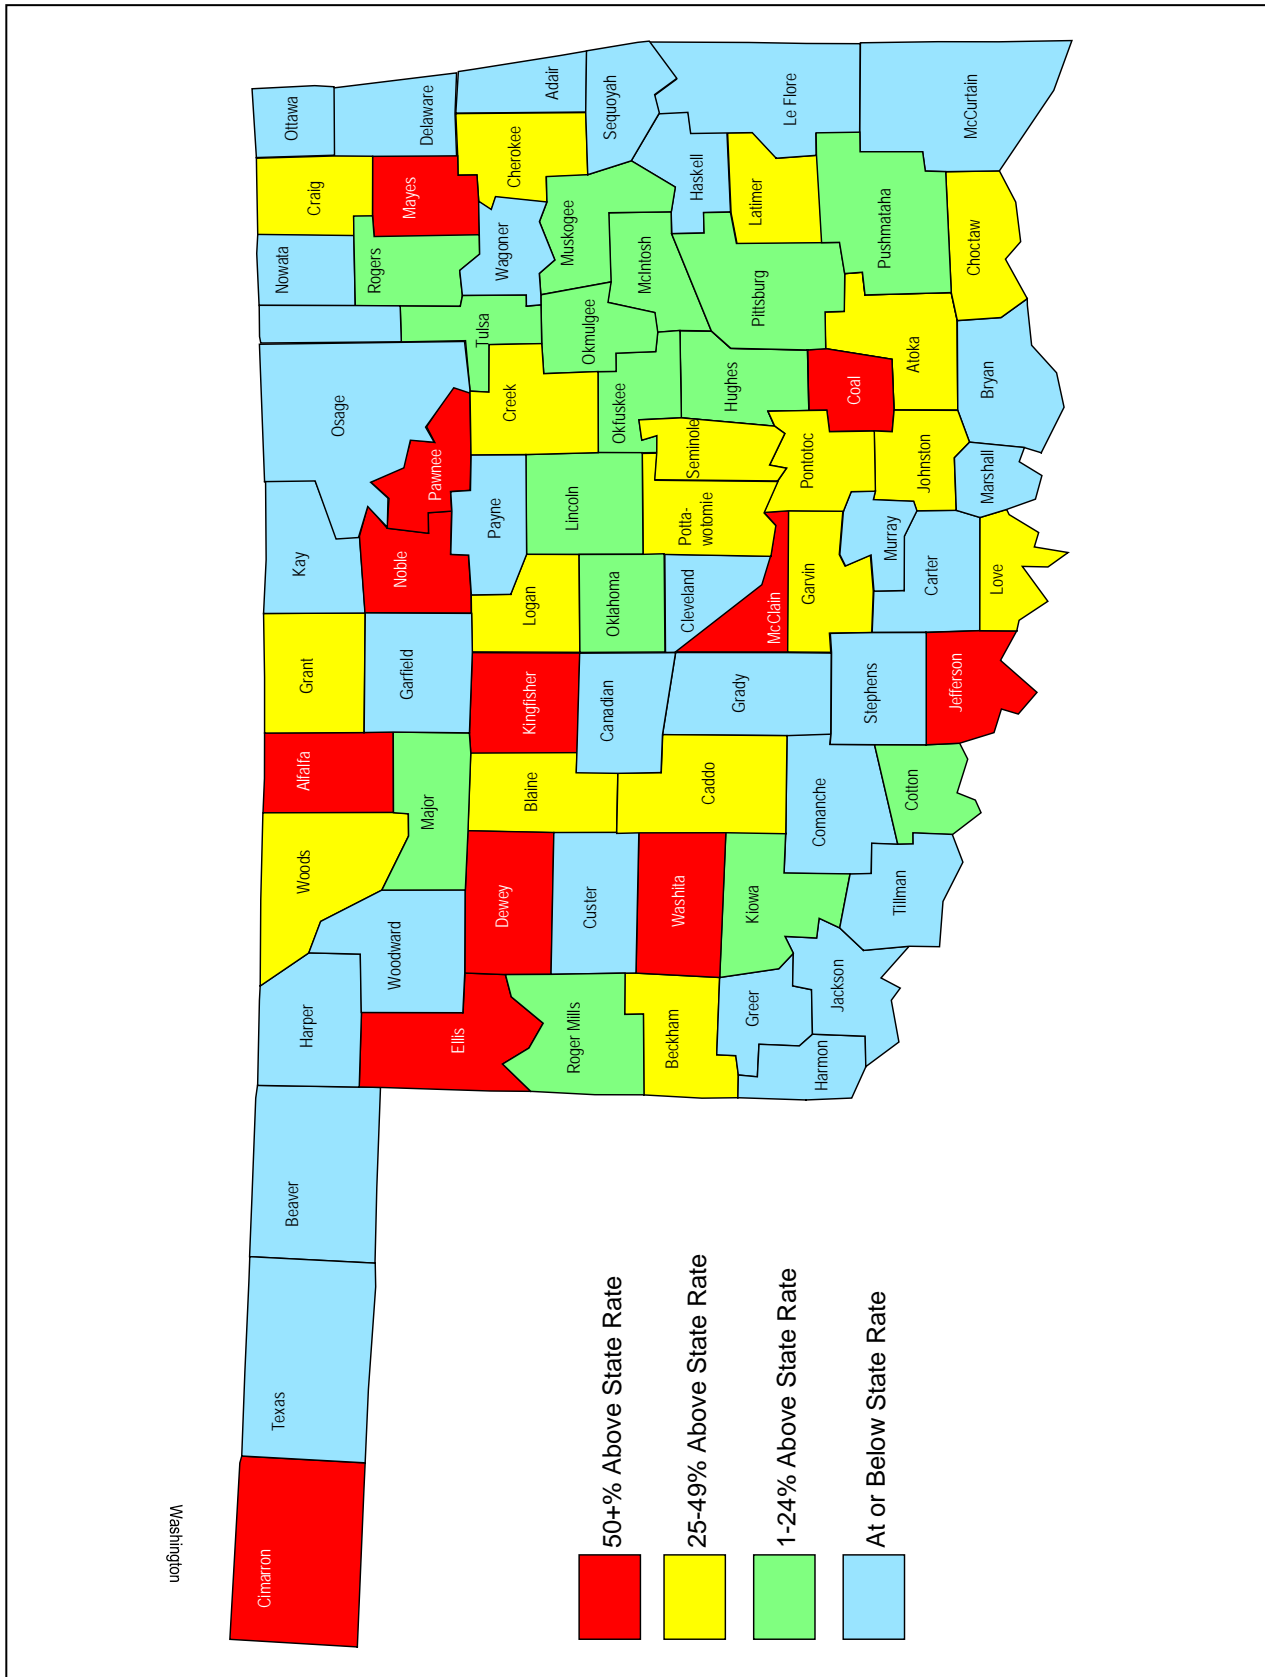 Cimarron
Texas
Beaver
Harper
Woods
Alfalfa
Grant
Kay
Osage
Nowata
Craig
Ottawa
Ellis
Woodward
Major
Garfield
Noble
Pawnee
Rogers
Mayes
Delaware
Roger Mills
Dewey
Blaine
Kingfisher
Logan
Payne
Creek
Tulsa
Wagoner
Cherokee
Adair
Custer
Canadian
Oklahoma
Lincoln
Okfuskee
Okmulgee
Muskogee
Sequoyah
Beckham
Washita
Caddo
Grady
Cleveland
McClain
Potta-
wotomie
Seminole
Hughes
McIntosh
Haskell
Pittsburg
Latimer
Le Flore
Greer
Kiowa
Comanche
Stephens
Garvin
Pontotoc
Coal
Atoka
Pushmataha
McCurtain
Harmon
Jackson
Tillman
Cotton
Jefferson
Carter
Murray
Johnston
Love
Marshall
Bryan
Choctaw
Washington
50+% Above State Rate
25-49% Above State Rate
1-24% Above State Rate
At or Below State Rate